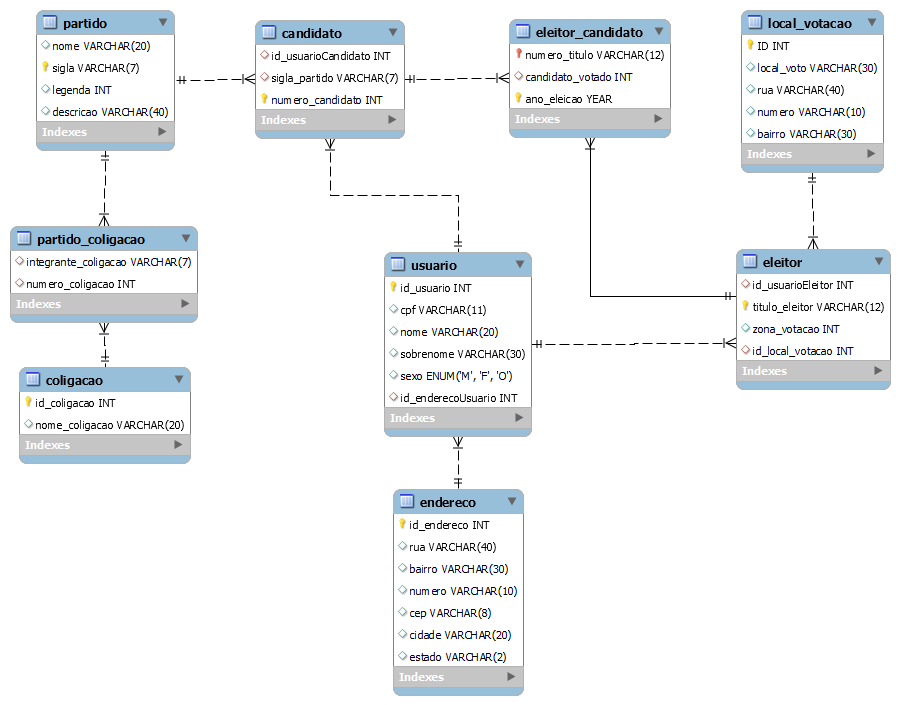 partido
nome VARCHAR(20)
sigla VARCHAR(7)
legenda INT
descricao VARCHAR(40)
Indexes
candidato
id_usuarioCandidato INT
sigla_partido VARCHAR(7)
numero_candidato INT
Indexes
eleitor_candidato
numero_titulo VARCHAR(12)
candidato_votado INT
ano_eleicao YEAR
Indexes
local_votacao
ID INT
local_voto VARCHAR(30)
rua VARCHAR(40)
numero VARCHAR(10)
bairro VARCHAR(30)
Indexes
partido_coligacao
integrante_coligacao VARCHAR(7)
numero_coligacao INT
Indexes
usuario
id_usuario INT
cpf VARCHAR(11)
nome VARCHAR(20)
sobrenome VARCHAR(30)
sexo ENUM('M', 'F', 'O')
id_enderecoUsuario INT
Indexes
eleitor
id_usuarioEleitor INT
titulo_eleitor VARCHAR(12)
zona_votacao INT
id_local_votacao INT
Indexes
coligacao
id_coligacao INT
nome_coligacao VARCHAR(20)
Indexes
endereco
id_endereco INT
rua VARCHAR(40)
bairro VARCHAR(30)
numero VARCHAR(10)
cep VARCHAR(8)
cidade VARCHAR(20)
estado VARCHAR(2)
Indexes